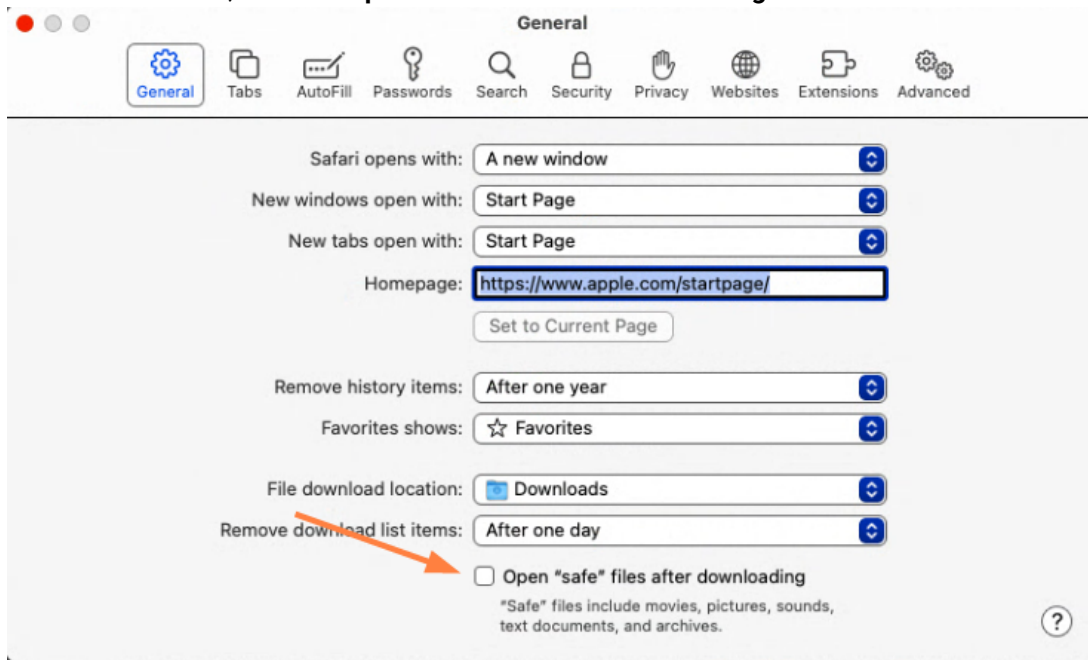 General
General Tabs AutoFill Passwords Search Security Privacy Websites Extensions Advanced
Safari opens with: A new window
New windows open with: Start Page
New tabs open with: Start Page
Homepage: https://www.apple.com/startpage/
Set to Current Page
Remove history items: After one year
Favorites shows: ☆ Favorites
File download location: Downloads
Remove download list items: After one day
Open "safe" files after downloading
"Safe" files include movies, pictures, sounds,
text documents, and archives.
?